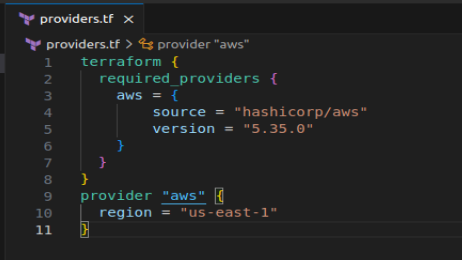 providers.tf ×
providers.tf > provider "aws"
1 terraform {
2   required_providers {
3     aws = {
4         source = "hashicorp/aws"
5         version = "5.35.0"
6     }
7   }
8 }
9 provider "aws" {
10   region = "us-east-1"
11 }